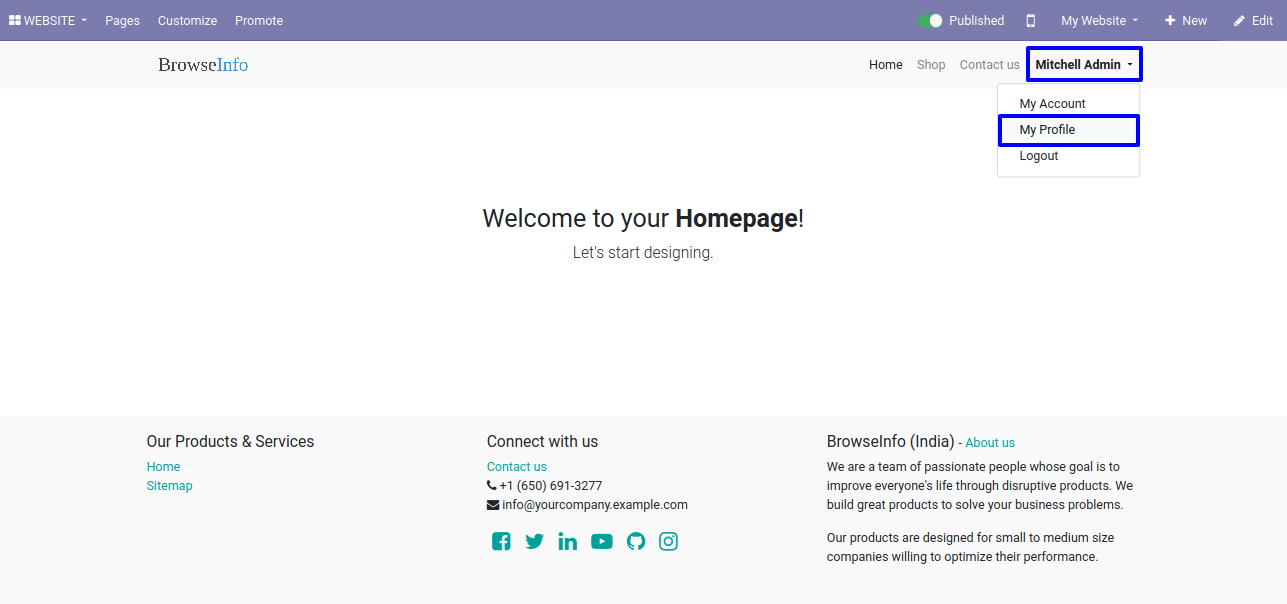 WEBSITE Pages Customize Promote Published My Website New Edit
BrowseInfo Home Shop Contact us Mitchell Admin
My Account
My Profile
Logout
Welcome to your Homepage!
Let's start designing.
Our Products & Services
Home
Sitemap
Connect with us
Contact us
+1 (650) 691-3277
info@yourcompany.example.com
BrowseInfo (India) - About us
We are a team of passionate people whose goal is to
improve everyone's life through disruptive products. We
build great products to solve your business problems.
Our products are designed for small to medium size
companies willing to optimize their performance.